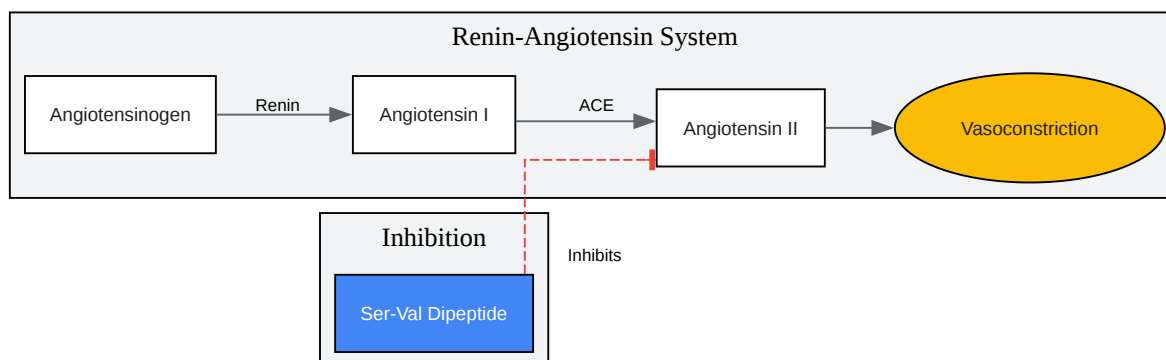 Renin-Angiotensin System
Angiotensinogen
Renin
Angiotensin I
ACE
Angiotensin II
Vasoconstriction
Inhibition
Inhibits
Ser-Val Dipeptide